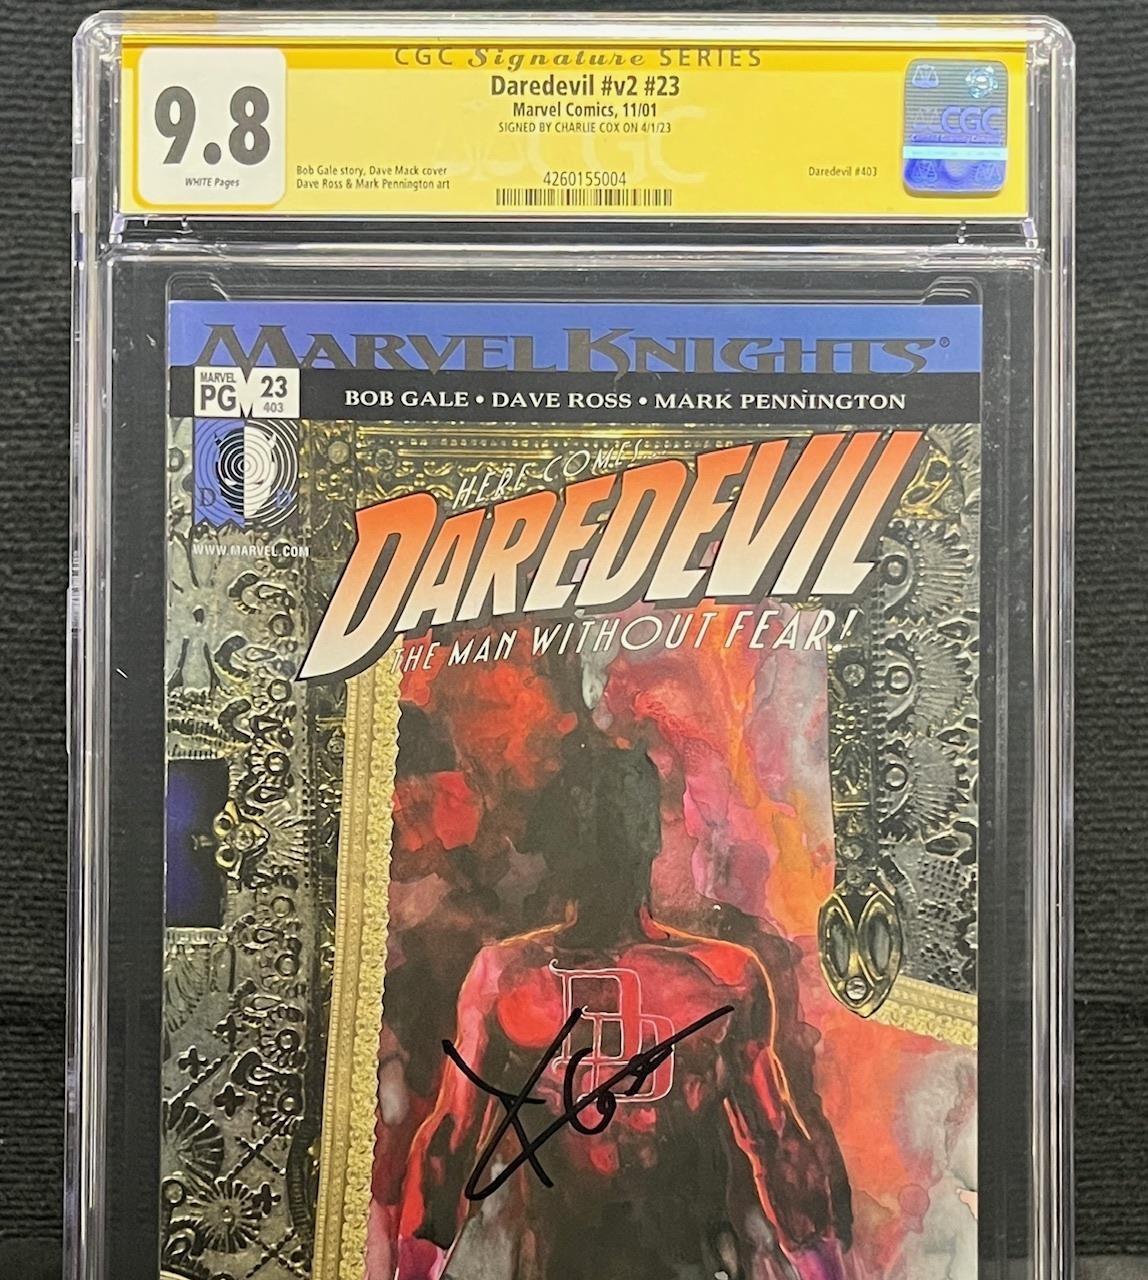 CGC Signature SERIES
9.8
WHITE Pages
Daredevil #v2 #23
Marvel Comics, 11/01
SIGNED BY CHARLIE COX ON 4/1/23
Bob Gale story, Dave Mack cover
Dave Ross & Mark Pennington art
4260155004
Daredevil #403
CGC
MARVEL KNIGHTS®
MARVEL
PG
23
403
BOB GALE • DAVE ROSS • MARK PENNINGTON
D D
WWW.MARVEL.COM
HERE COMES...
DAREDEVIL
THE MAN WITHOUT FEAR!
DD